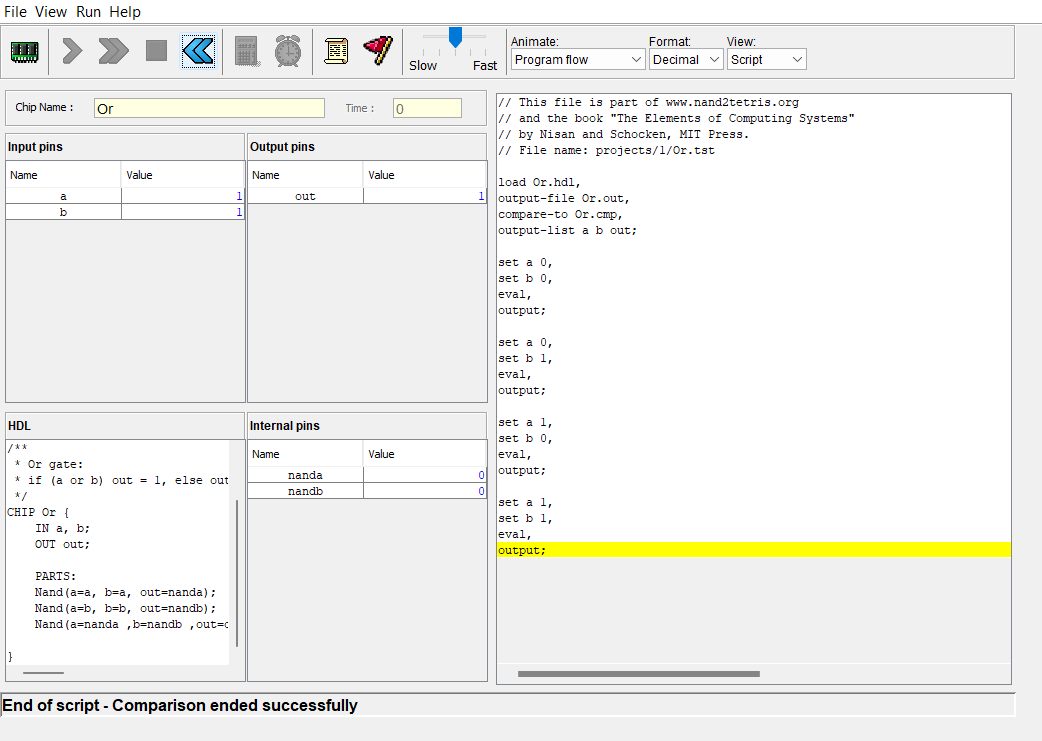 File View Run Help
Slow Fast
Animate: Format: View:
Program flow Decimal Script
Chip Name : Or Time : 0
Input pins
Name Value
a 1
b 1
Output pins
Name Value
out 1
HDL
/**
* Or gate:
* if (a or b) out = 1, else out
*/
CHIP Or {
IN a, b;
OUT out;
PARTS:
Nand(a=a, b=a, out=nanda);
Nand(a=b, b=b, out=nandb);
Nand(a=nanda ,b=nandb ,out=
}
Internal pins
Name Value
nanda 0
nandb 0
// This file is part of www.nand2tetris.org
// and the book "The Elements of Computing Systems"
// by Nisan and Schocken, MIT Press.
// File name: projects/1/Or.tst
load Or.hdl,
output-file Or.out,
compare-to Or.cmp,
output-list a b out;
set a 0,
set b 0,
eval,
output;
set a 0,
set b 1,
eval,
output;
set a 1,
set b 0,
eval,
output;
set a 1,
set b 1,
eval,
output;
End of script - Comparison ended successfully